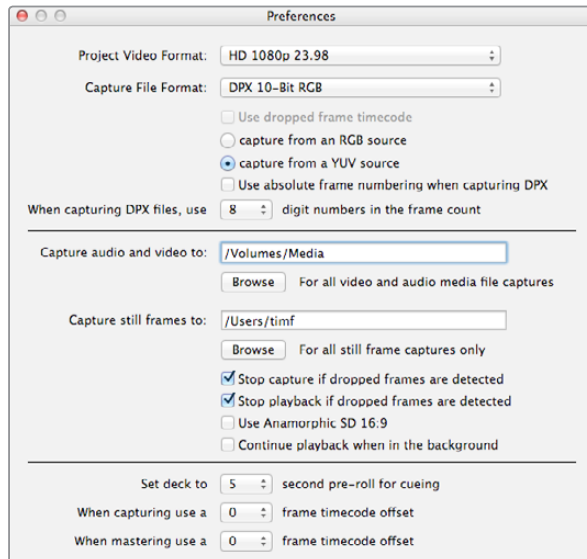 Preferences
Project Video Format: HD 1080p 23.98
Capture File Format: DPX 10-Bit RGB
Use dropped frame timecode
capture from an RGB source
capture from a YUV source
Use absolute frame numbering when capturing DPX
When capturing DPX files, use 8 digit numbers in the frame count
Capture audio and video to: /Volumes/Media
Browse For all video and audio media file captures
Capture still frames to: /Users/timf
Browse For all still frame captures only
Stop capture if dropped frames are detected
Stop playback if dropped frames are detected
Use Anamorphic SD 16:9
Continue playback when in the background
Set deck to 5 second pre-roll for cueing
When capturing use a 0 frame timecode offset
When mastering use a 0 frame timecode offset